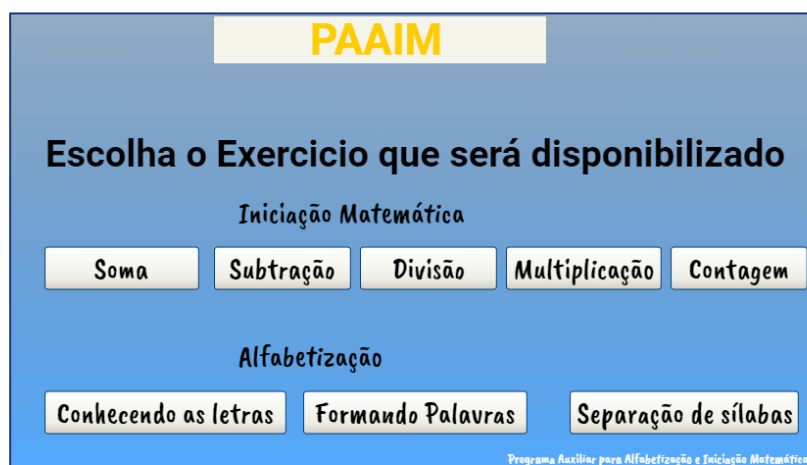 PAAIM
Escolha o Exercicio que será disponibilizado
Iniciação Matemática
Soma Subtração Divisão Multiplicação Contagem
Alfabetização
Conhecendo as letras Formando Palavras Separação de sílabas
Programa Auxiliar para Alfabetização e Iniciação Matemática